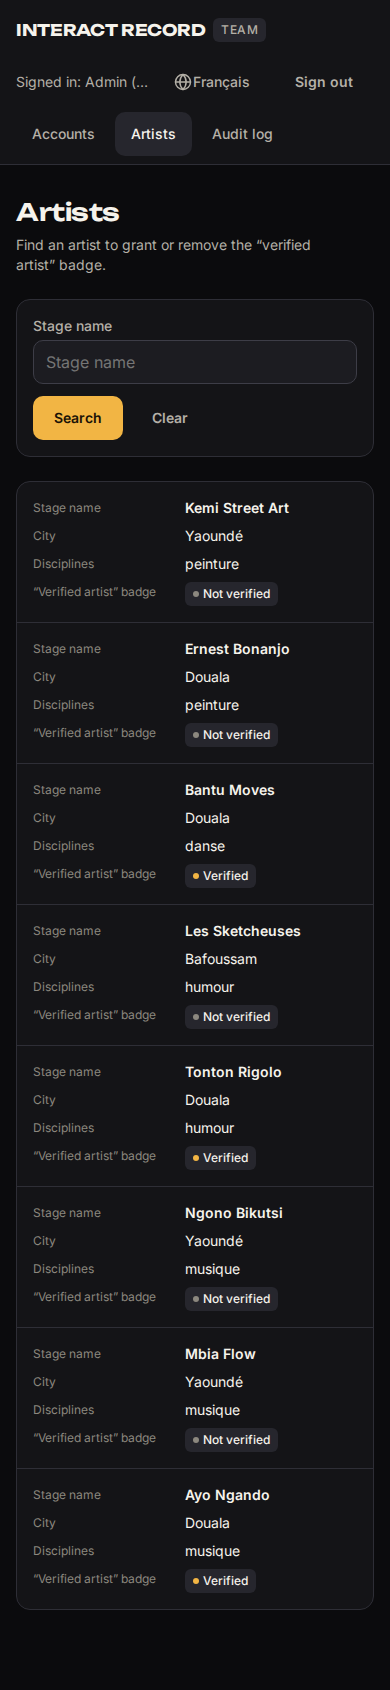 INTERACT RECORD TEAM
Signed in: Admin (... Français Sign out
Accounts Artists Audit log
Artists
Find an artist to grant or remove the “verified
artist” badge.
Stage name
Stage name
Search Clear
Stage name Kemi Street Art
City Yaoundé
Disciplines peinture
“Verified artist” badge Not verified
Stage name Ernest Bonanjo
City Douala
Disciplines peinture
“Verified artist” badge Not verified
Stage name Bantu Moves
City Douala
Disciplines danse
“Verified artist” badge Verified
Stage name Les Sketcheuses
City Bafoussam
Disciplines humour
“Verified artist” badge Not verified
Stage name Tonton Rigolo
City Douala
Disciplines humour
“Verified artist” badge Verified
Stage name Ngono Bikutsi
City Yaoundé
Disciplines musique
“Verified artist” badge Not verified
Stage name Mbia Flow
City Yaoundé
Disciplines musique
“Verified artist” badge Not verified
Stage name Ayo Ngando
City Douala
Disciplines musique
“Verified artist” badge Verified